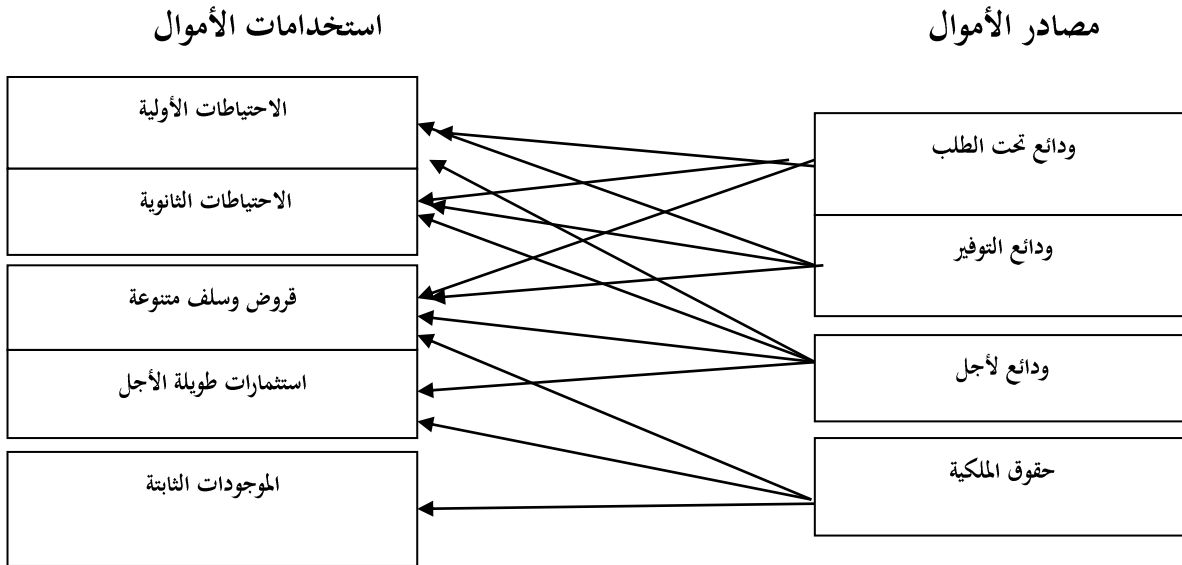 مصادر الأموال
استخدامات الأموال
ودائع تحت الطلب
ودائع التوفير
ودائع لأجل
حقوق الملكية
الاحتياطات الأولية
الاحتياطات الثانوية
قروض وسلف متنوعة
استثمارات طويلة الأجل
الموجودات الثابتة